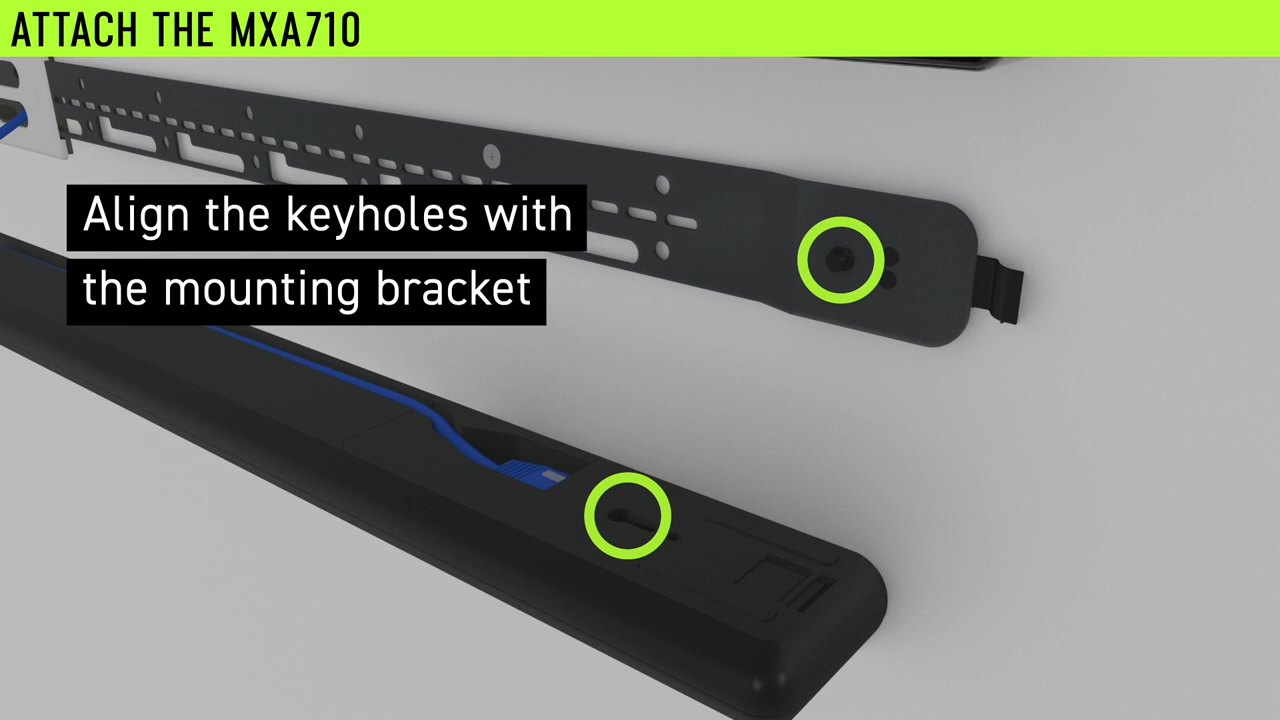 ATTACH THE MXA710
Align the keyholes with
the mounting bracket